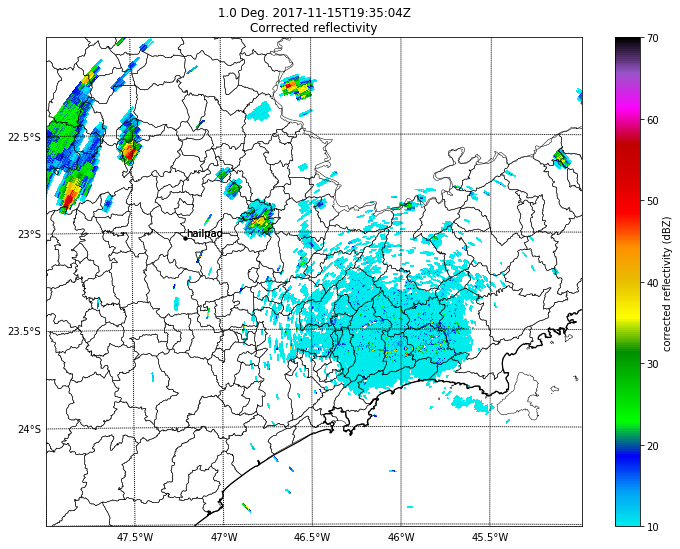 1.0 Deg. 2017-11-15T19:35:04Z
Corrected reflectivity
70
60
50
40
30
20
10
corrected reflectivity (dBZ)
22.5°S
23°S
23.5°S
24°S
hailpad
47.5°W
47°W
46.5°W
46°W
45.5°W